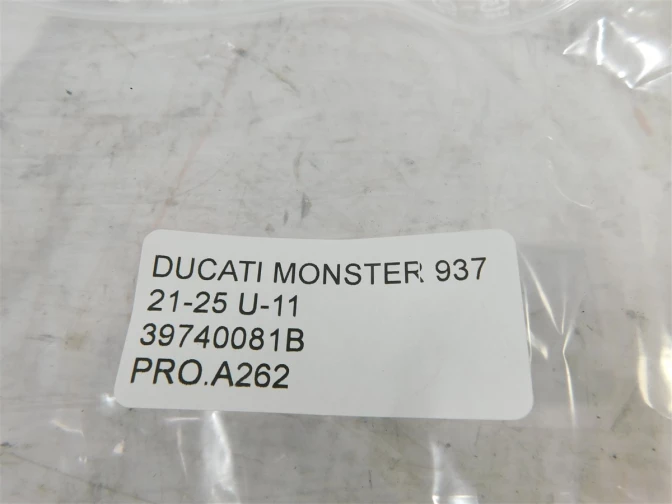 DUCATI MONSTER 937
21-25 U-11
39740081B
PRO.A262